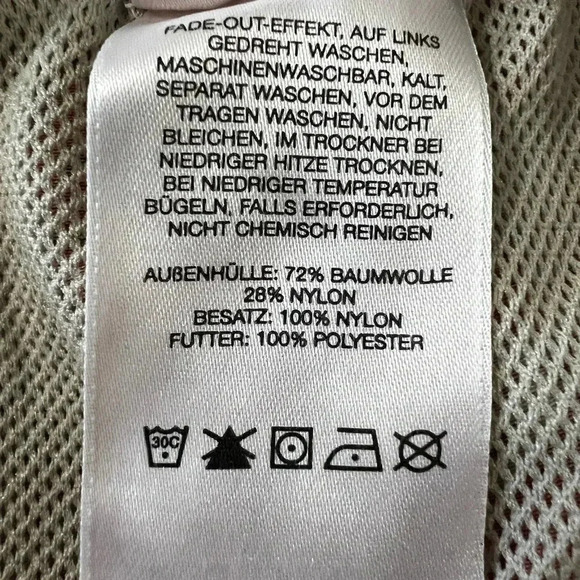 FADE-OUT-EFFEKT, AUF LINKS
GEDREHT WASCHEN,
MASCHINENWASCHBAR, KALT,
SEPARAT WASCHEN, VOR DEM
TRAGEN WASCHEN, NICHT
BLEICHEN, IM TROCKNER BEI
NIEDRIGER HITZE TROCKNEN,
BEI NIEDRIGER TEMPERATUR
BÜGELN, FALLS ERFORDERLICH,
NICHT CHEMISCH REINIGEN
AUßENHÜLLE: 72% BAUMWOLLE
28% NYLON
BESATZ: 100% NYLON
FUTTER: 100% POLYESTER
30C